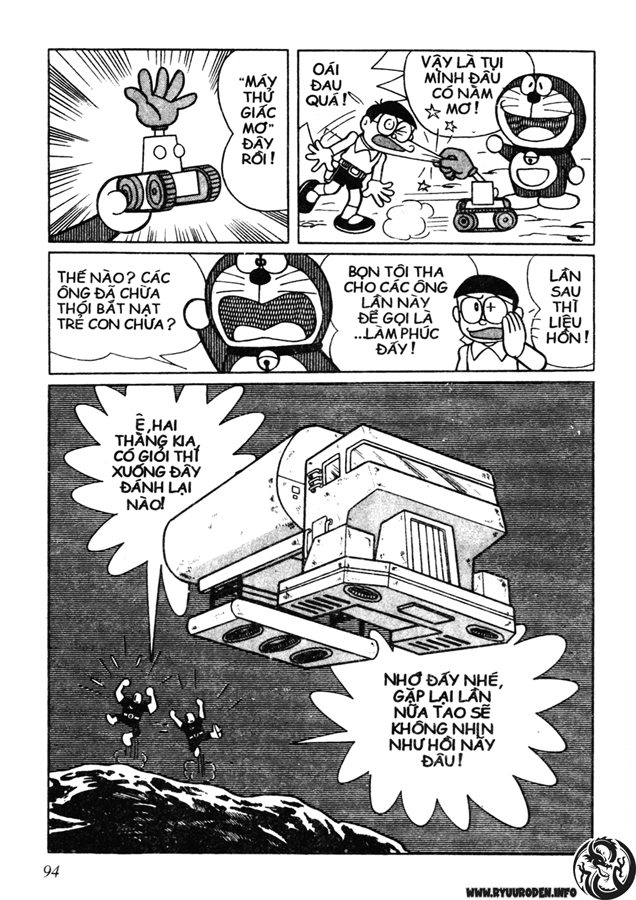 "MÁY
THỬ
GIẤC
MƠ"
ĐÂY
RỒI!
OÁI
ĐAU
QUÁ!
VẬY LÀ TỤI
MÌNH ĐÂU
CÓ NẰM
MƠ!
THẾ NÀO? CÁC
ÔNG ĐÃ CHỪA
THÓI BẮT NẠT
TRẺ CON CHƯA?
BỌN TÔI THA
CHO CÁC ÔNG
LẦN NÀY
ĐỂ GỌI LÀ
...LÀM PHÚC
ĐẤY!
LẦN
SAU
THÌ
LIỆU
HỒN!
Ê, HAI
THẰNG KIA,
CÓ GIỎI THÌ
XUỐNG ĐÂY
ĐÁNH LẠI
NÀO!
NHỚ ĐẤY NHÉ,
GẶP LẠI LẦN
NỮA TAO SẼ
KHÔNG NHỊN
NHƯ HỒI NÃY
ĐÂU!
94
WWW.RYUURODEN.INFO